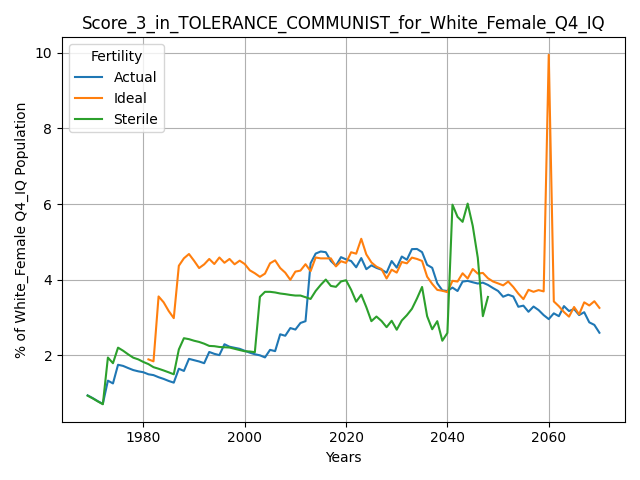 Score_3_in_TOLERANCE_COMMUNIST_for_White_Female_Q4_IQ
Fertility
Actual
Ideal
Sterile
% of White_Female Q4_IQ Population
10
8
6
4
2
1980 2000 2020 2040 2060
Years